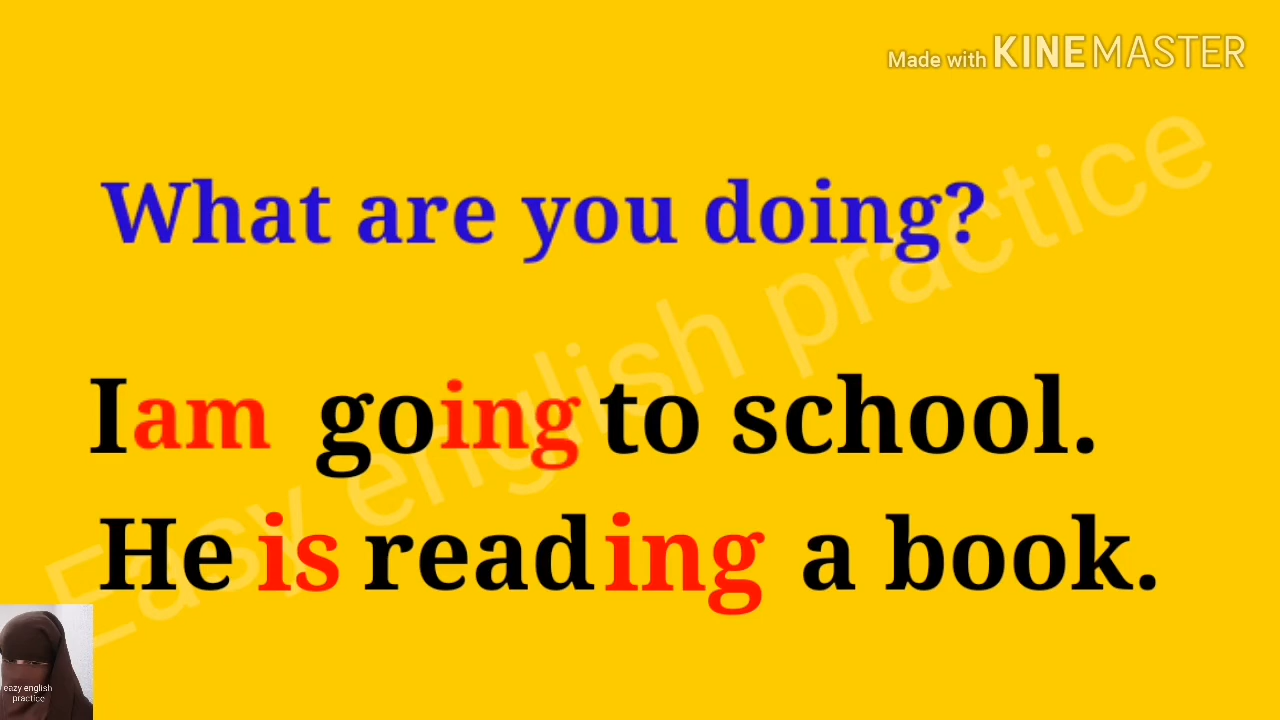 Made with KINEMASTER
What are you doing?
I am going to school.
He is reading a book.
Easy english practice
eazy english
practice